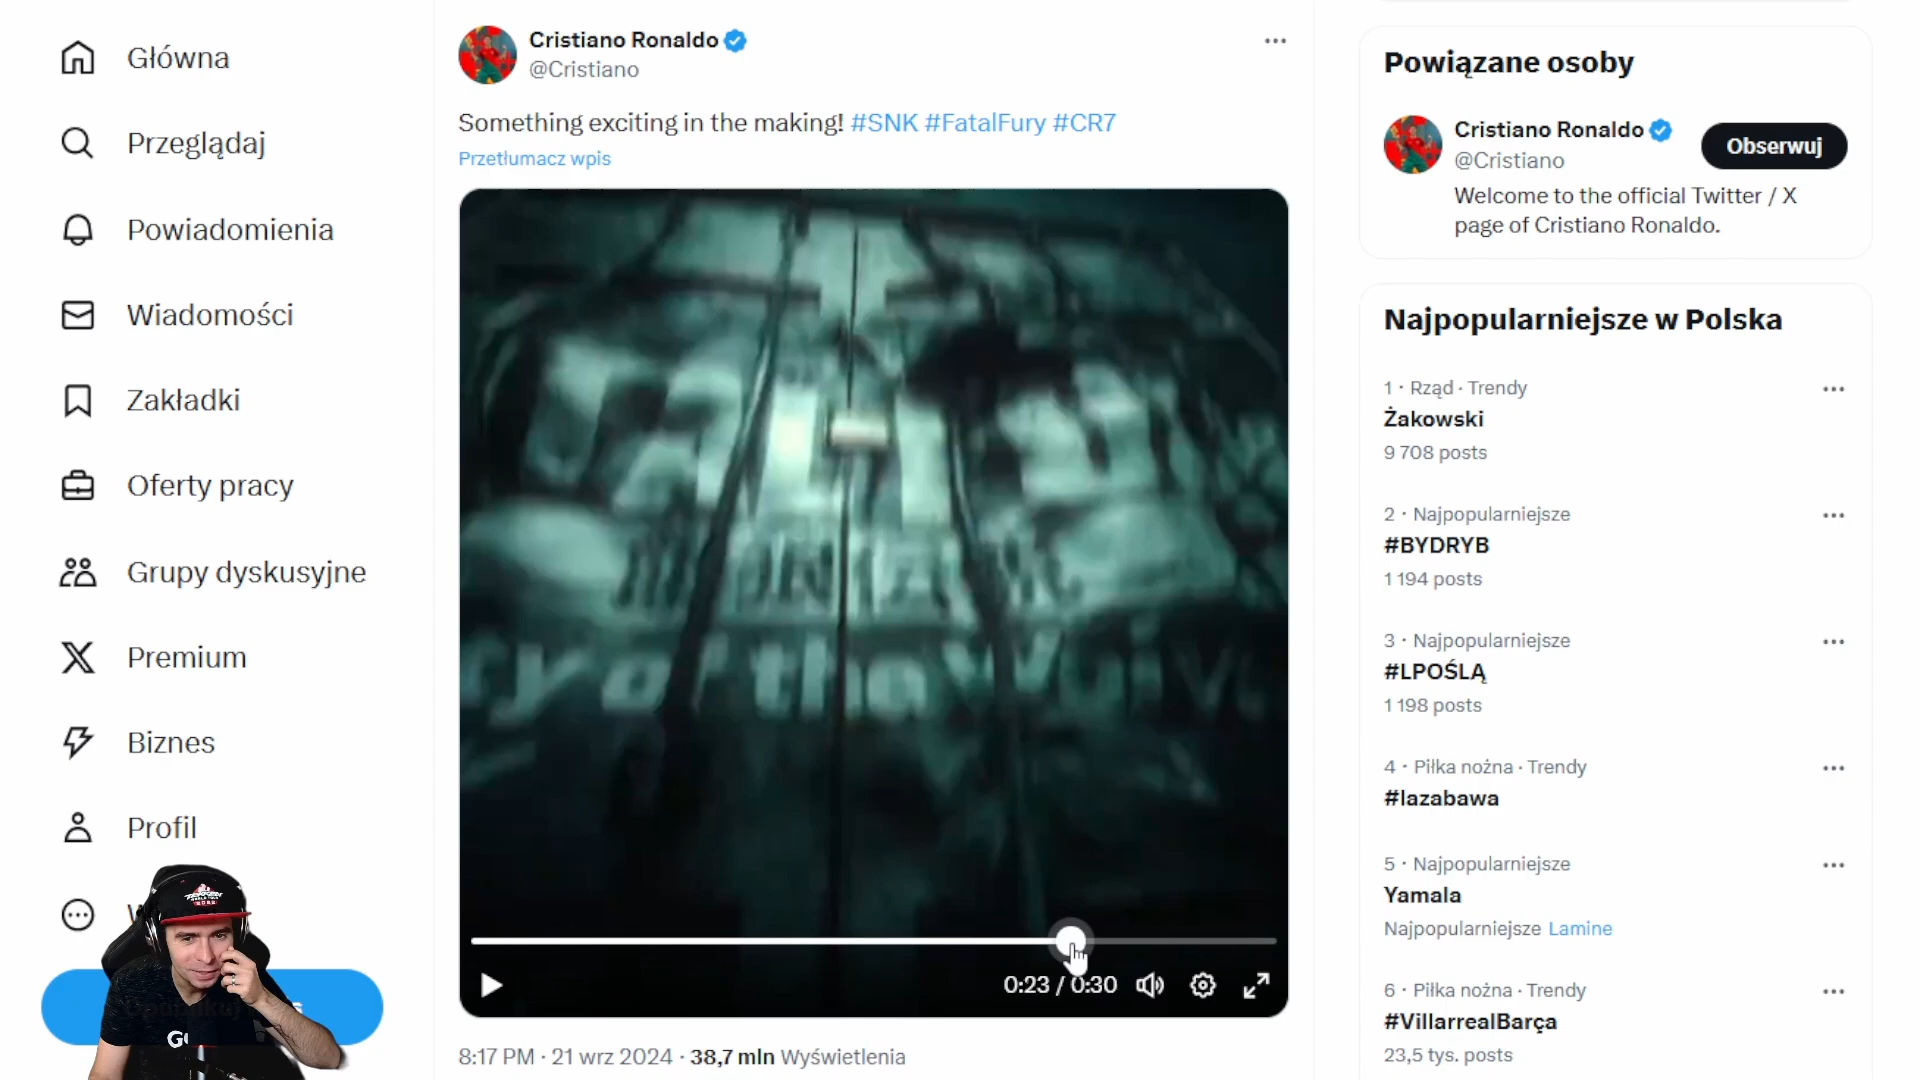 Główna
Przeglądaj
Powiadomienia
Wiadomości
Zakładki
Oferty pracy
Grupy dyskusyjne
Premium
Biznes
Profil
Cristiano Ronaldo
@Cristiano
Something exciting in the making! #SNK #FatalFury #CR7
Przetłumacz wpis
of the
0:23 / 0:30
8:17 PM · 21 wrz 2024 · 38,7 mln Wyświetlenia
Powiązane osoby
Cristiano Ronaldo
@Cristiano
Obserwuj
Welcome to the official Twitter / X
page of Cristiano Ronaldo.
Najpopularniejsze w Polska
1 · Rząd · Trendy
Żakowski
9 708 posts
2 · Najpopularniejsze
#BYDRYB
1 194 posts
3 · Najpopularniejsze
#LPOŚLĄ
1 198 posts
4 · Piłka nożna · Trendy
#lazabawa
5 · Najpopularniejsze
Yamala
Najpopularniejsze Lamine
6 · Piłka nożna · Trendy
#VillarrealBarça
23,5 tys. posts